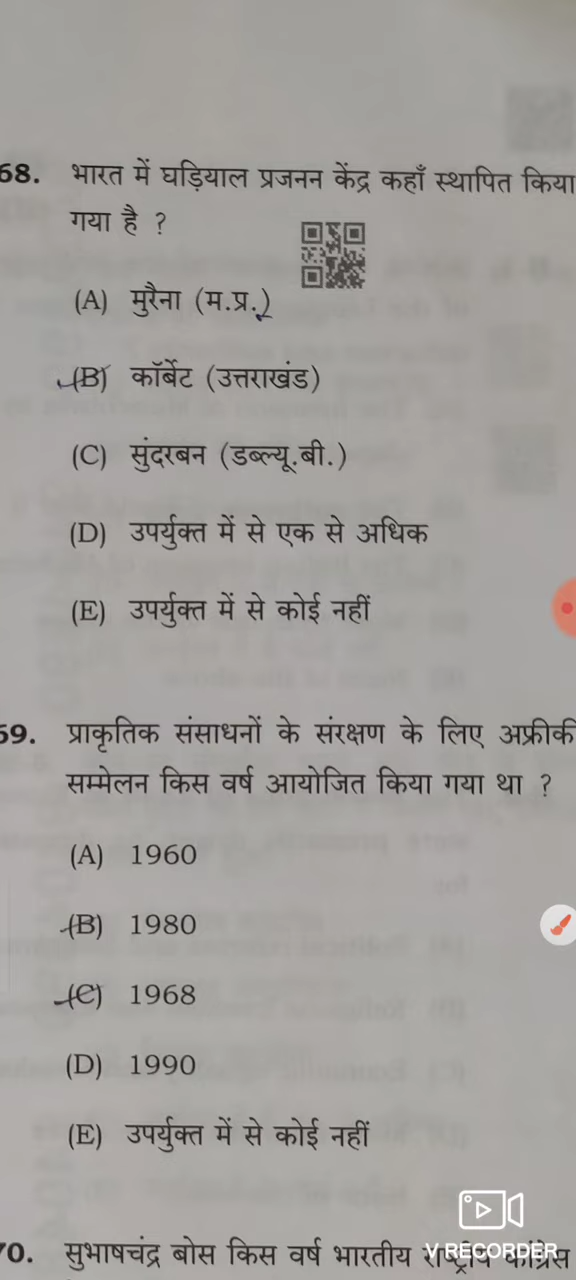 68. भारत में घड़ियाल प्रजनन केंद्र कहाँ स्थापित किया
गया है ?
(A) मुरैना (म.प्र.)
(B) कॉर्बेट (उत्तराखंड)
(C) सुंदरबन (डब्ल्यू.बी.)
(D) उपर्युक्त में से एक से अधिक
(E) उपर्युक्त में से कोई नहीं
69. प्राकृतिक संसाधनों के संरक्षण के लिए अफ्रीकी
सम्मेलन किस वर्ष आयोजित किया गया था ?
(A) 1960
(B) 1980
(C) 1968
(D) 1990
(E) उपर्युक्त में से कोई नहीं
70. सुभाषचंद्र बोस किस वर्ष भारतीय राष्ट्रीय कांग्रेस
V RECORDER